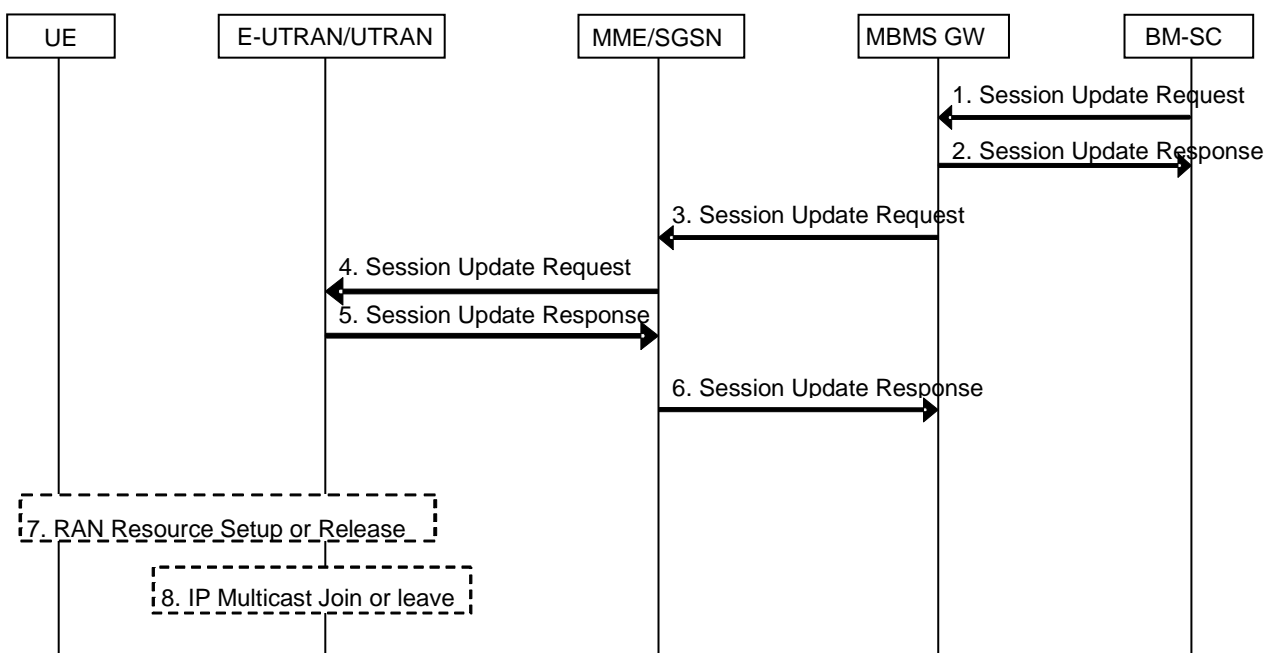 UE
E-UTRAN/UTRAN
MME/SGSN
MBMS GW
BM-SC
1. Session Update Request
2. Session Update Response
3. Session Update Request
4. Session Update Request
5. Session Update Response
6. Session Update Response
7. RAN Resource Setup or Release
8. IP Multicast Join or leave